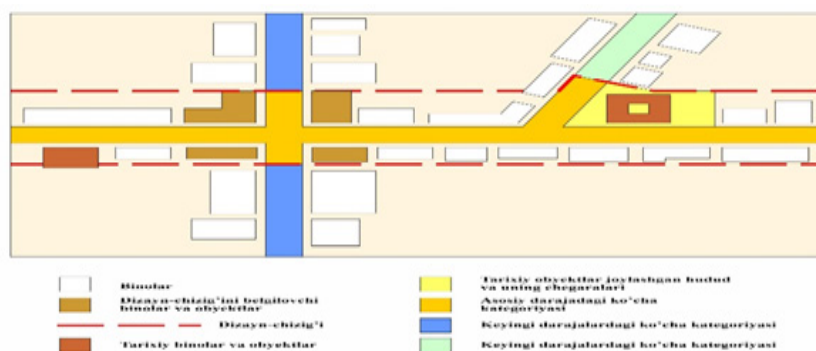 Binolar
Dizayn-chizig'ini belgilovchi
binolar va obyektlar
Dizayn-chizig'i
Tarixiy binolar va obyektlar
Tarixiy obyektlar joylashgan hudud
va uning chegaralari
Asosiy darajadagi ko'cha
kategoriyasi
Keyingi darajalardagi ko'cha kategoriyasi
Keyingi darajalardagi ko'cha kategoriyasi